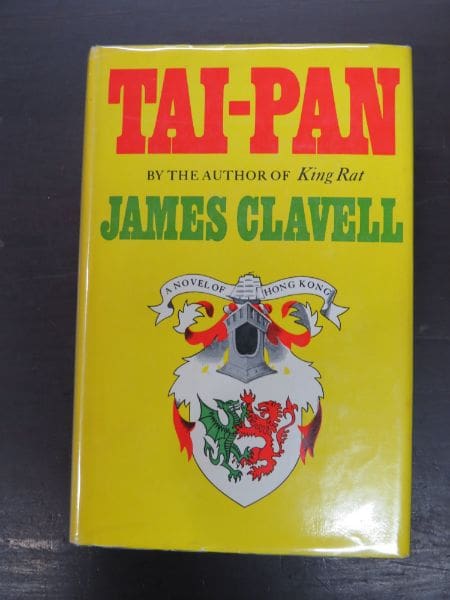 TAI-PAN
BY THE AUTHOR OF King Rat
JAMES CLAVELL
A NOVEL OF HONG KONG